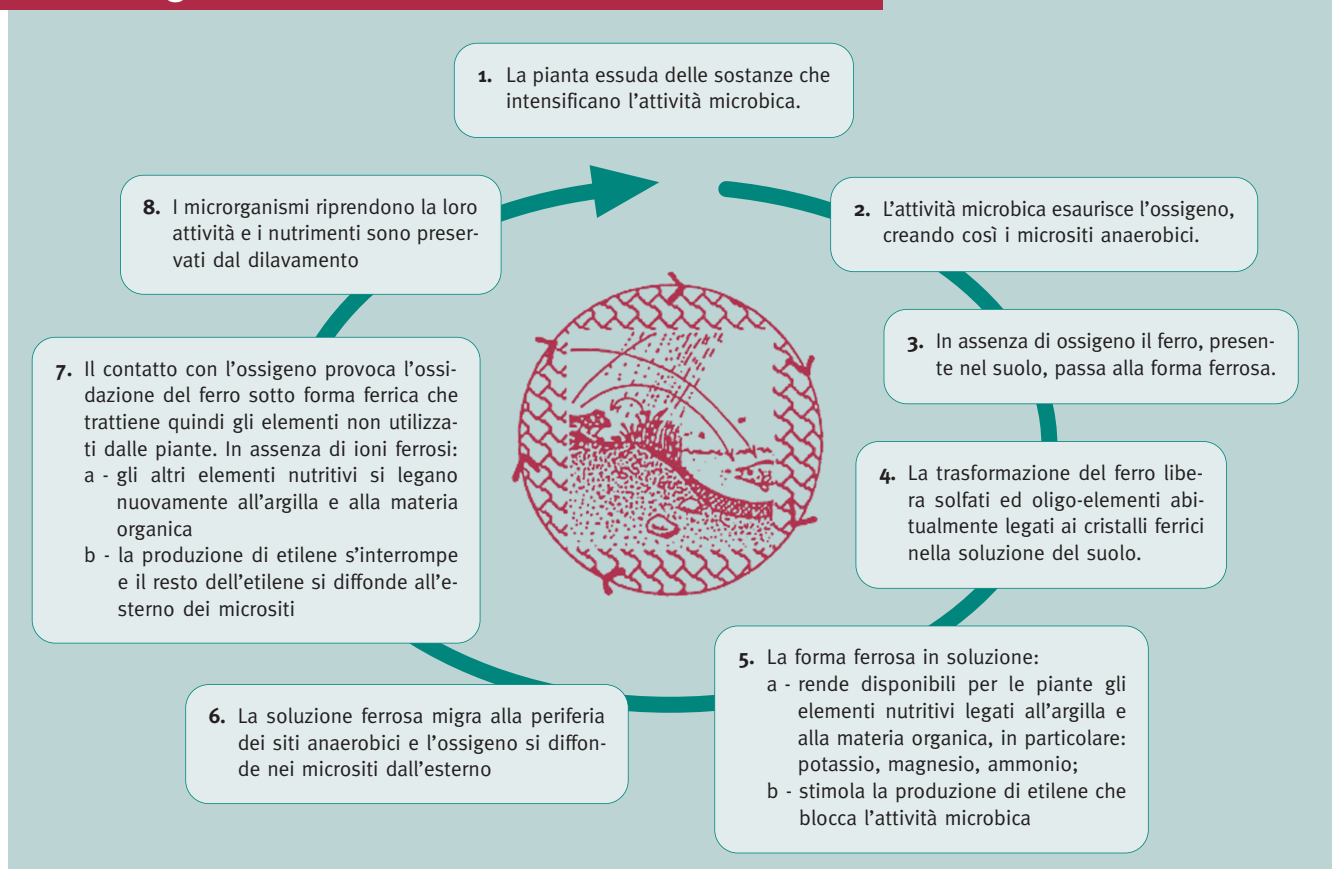 1. La pianta essuda delle sostanze che
intensificano l'attività microbica.
2. L'attività microbica esaurisce l'ossigeno,
creando così i micrositi anaerobici.
3. In assenza di ossigeno il ferro, presen-
te nel suolo, passa alla forma ferrosa.
4. La trasformazione del ferro libe-
ra solfati ed oligo-elementi abi-
tualmente legati ai cristalli ferrici
nella soluzione del suolo.
5. La forma ferrosa in soluzione:
a - rende disponibili per le piante gli
elementi nutritivi legati all'argilla e
alla materia organica, in particolare:
potassio, magnesio, ammonio;
b - stimola la produzione di etilene che
blocca l'attività microbica
6. La soluzione ferrosa migra alla periferia
dei siti anaerobici e l'ossigeno si diffon-
de nei micrositi dall'esterno
7. Il contatto con l'ossigeno provoca l'ossi-
dazione del ferro sotto forma ferrica che
trattiene quindi gli elementi non utilizza-
ti dalle piante. In assenza di ioni ferrosi:
a - gli altri elementi nutritivi si legano
nuovamente all'argilla e alla materia
organica
b - la produzione di etilene s'interrompe
e il resto dell'etilene si diffonde all'e-
sterno dei micrositi
8. I microrganismi riprendono la loro
attività e i nutrimenti sono preser-
vati dal dilavamento